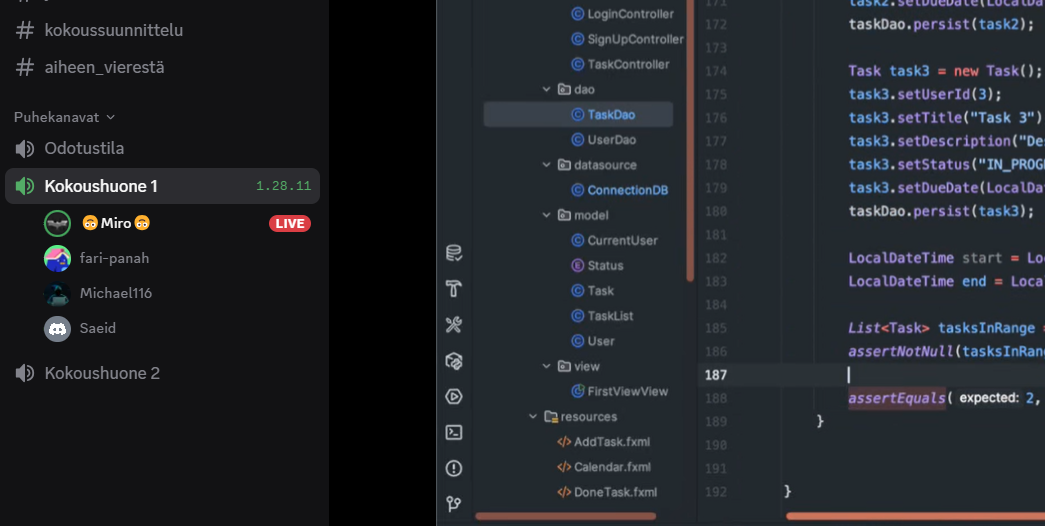 kokoussuunnittelu
aiheen_vierestä
Puhekanavat
Odotustila
Kokoushuone 1 1.28.11
Miro LIVE
fari-panah
Michael116
Saeid
Kokoushuone 2
LoginController
SignUpController
TaskController
dao
TaskDao
UserDao
datasource
ConnectionDB
model
CurrentUser
Status
Task
TaskList
User
view
FirstViewView
resources
AddTask.fxml
Calendar.fxml
DoneTask.fxml
171 task2.setDueDate(LocalDa
172 taskDao.persist(task2);
173
174 Task task3 = new Task();
175 task3.setUserId(3);
176 task3.setTitle("Task 3")
177 task3.setDescription("Des
178 task3.setStatus("IN_PROG
179 task3.setDueDate(LocalDat
180 taskDao.persist(task3);
181
182 LocalDateTime start = Lo
183 LocalDateTime end = Loca
184
185 List<Task> tasksInRange =
186 assertNotNull(tasksInRang
187
188 assertEquals( expected: 2,
189 }
190
191
192 }